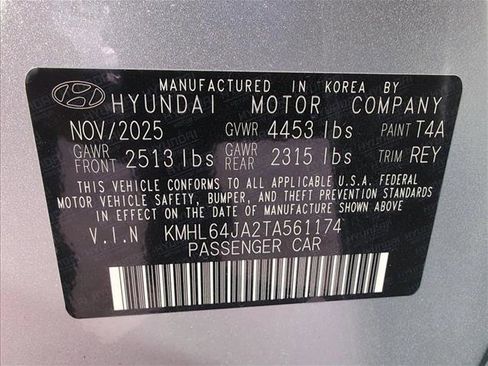 MANUFACTURED IN KOREA BY
HYUNDAI MOTOR COMPANY
NOV/2025 GVWR 4453 lbs PAINT T4A
GAWR FRONT 2513 lbs GAWR REAR 2315 lbs TRIM REY
THIS VEHICLE CONFORMS TO ALL APPLICABLE U.S.A. FEDERAL
MOTOR VEHICLE SAFETY, BUMPER, AND THEFT PREVENTION STANDARDS
IN EFFECT ON THE DATE OF MANUFACTURE SHOWN ABOVE.
V.I.N KMHL64JA2TA561174
PASSENGER CAR